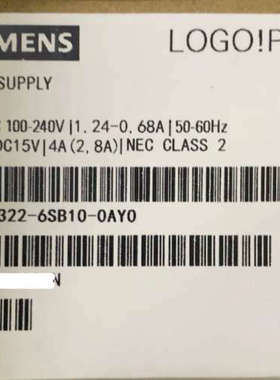 EMENS LOGO!P
SUPPLY
100-240V|1.24-0.68A|50-60Hz
DC15V|4A(2,8A)|NEC CLASS 2
322-6SB10-0AY0
N